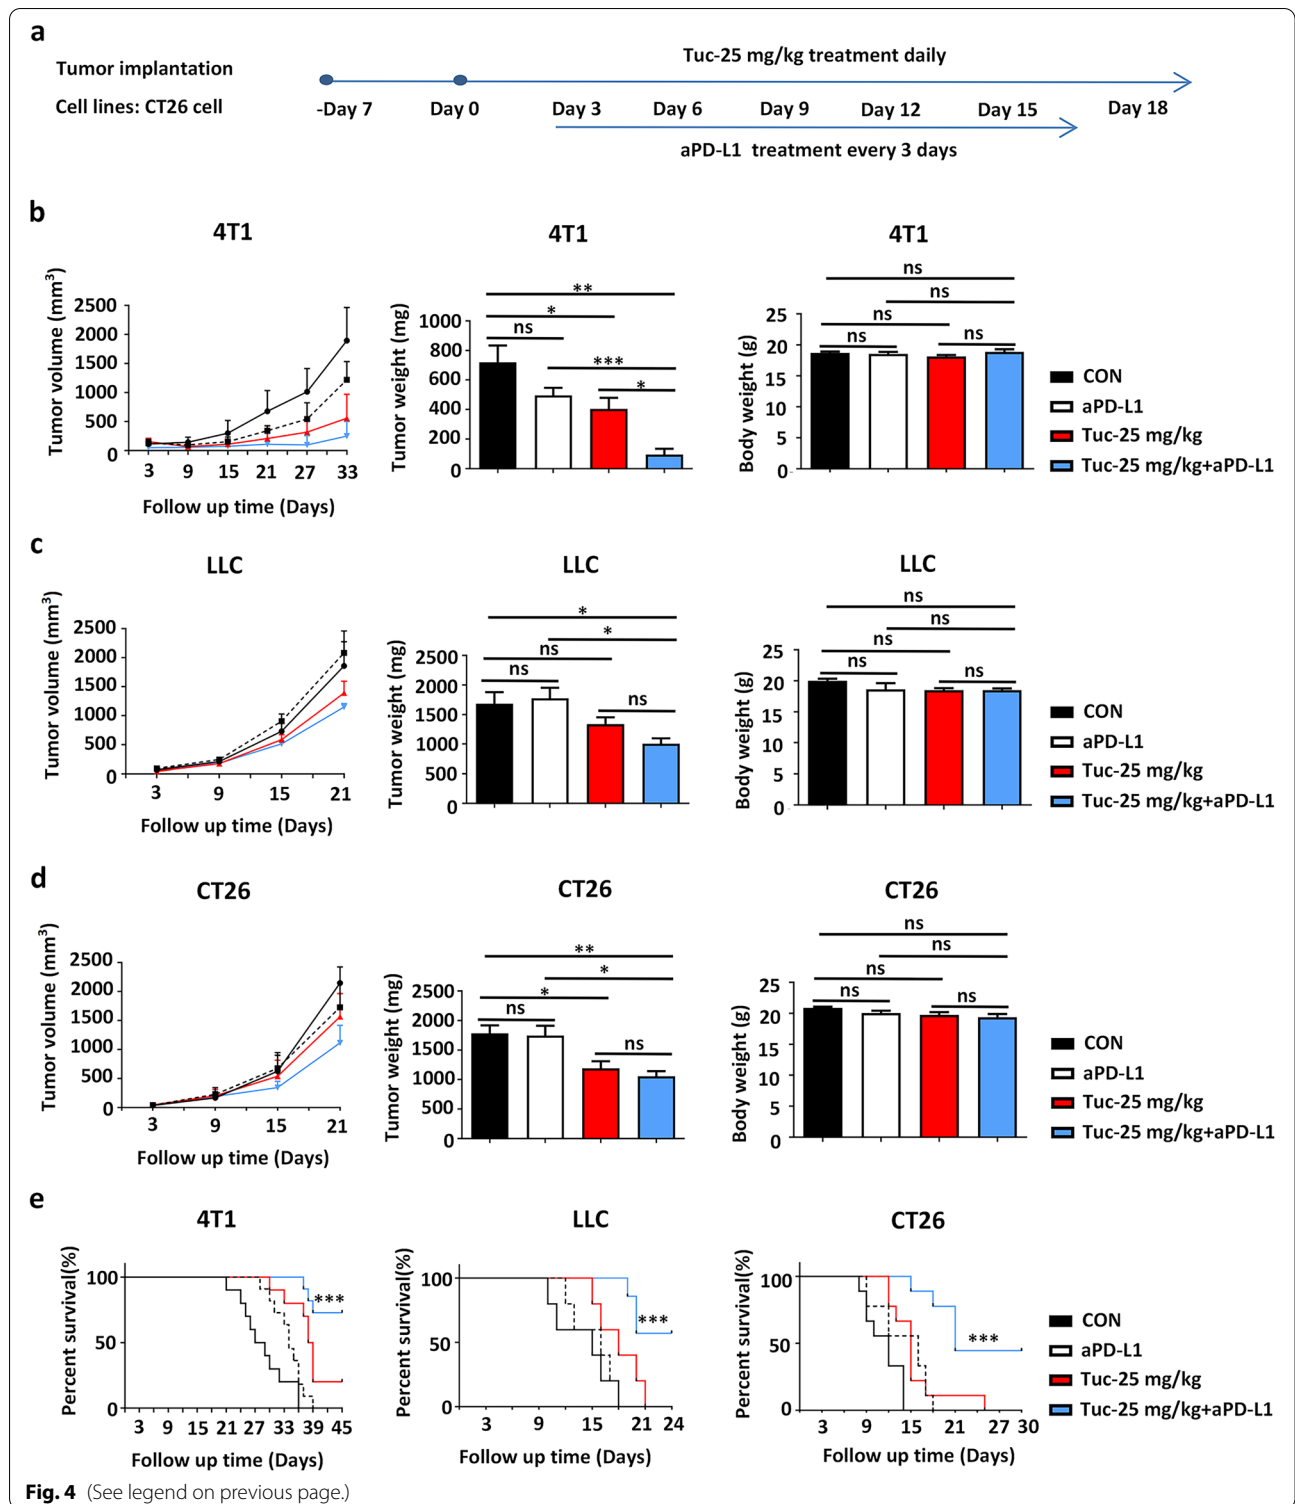 a
Tumor implantation
Tuc-25 mg/kg treatment daily
Cell lines: CT26 cell
-Day 7 Day 0 Day 3 Day 6 Day 9 Day 12 Day 15 Day 18
aPD-L1 treatment every 3 days
b
4T1
Tumor volume (mm³)
2500
2000
1500
1000
500
0
3 9 15 21 27 33
Follow up time (Days)
4T1
Tumor weight (mg)
1000
800
600
400
200
0
**
*
ns
***
*
4T1
Body weight (g)
25
20
15
10
5
0
ns
ns
ns
ns ns
CON
aPD-L1
Tuc-25 mg/kg
Tuc-25 mg/kg+aPD-L1
c
LLC
Tumor volume (mm³)
2500
2000
1500
1000
500
0
3 9 15 21
Follow up time (Days)
LLC
Tumor weight (mg)
2500
2000
1500
1000
500
0
*
*
ns
ns
ns
LLC
Body weight (g)
25
20
15
10
5
0
ns
ns
ns
ns ns
CON
aPD-L1
Tuc-25 mg/kg
Tuc-25 mg/kg+aPD-L1
d
CT26
Tumor volume (mm³)
2500
2000
1500
1000
500
0
3 9 15 21
Follow up time (Days)
CT26
Tumor weight (mg)
2500
2000
1500
1000
500
0
**
*
*
ns
ns
CT26
Body weight (g)
25
20
15
10
5
0
ns
ns
ns
ns ns
CON
aPD-L1
Tuc-25 mg/kg
Tuc-25 mg/kg+aPD-L1
e
4T1
Percent survival(%)
100
50
0
***
3 9 15 21 27 33 39 45
Follow up time (Days)
LLC
Percent survival(%)
100
50
0
***
3 9 15 21 24
Follow up time (Days)
CT26
Percent survival(%)
100
50
0
***
3 9 15 21 27 30
Follow up time (Days)
CON
aPD-L1
Tuc-25 mg/kg
Tuc-25 mg/kg+aPD-L1
Fig. 4 (See legend on previous page.)